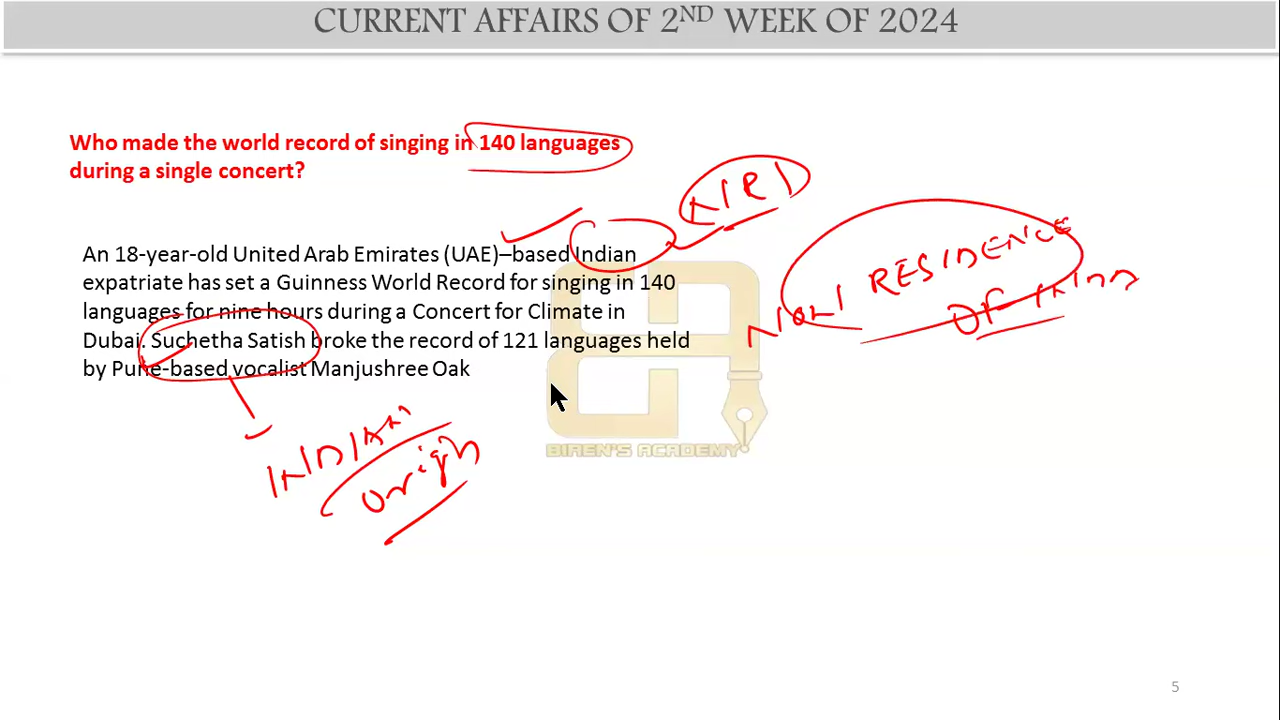 CURRENT AFFAIRS OF 2ND WEEK OF 2024
Who made the world record of singing in 140 languages
during a single concert?
NRI
An 18-year-old United Arab Emirates (UAE)–based Indian
expatriate has set a Guinness World Record for singing in 140
languages for nine hours during a Concert for Climate in
Dubai. Suchetha Satish broke the record of 121 languages held
by Pune-based vocalist Manjushree Oak
NON RESIDENCE
OF
INDIAN
Origin
BIREN'S ACADEMY
5